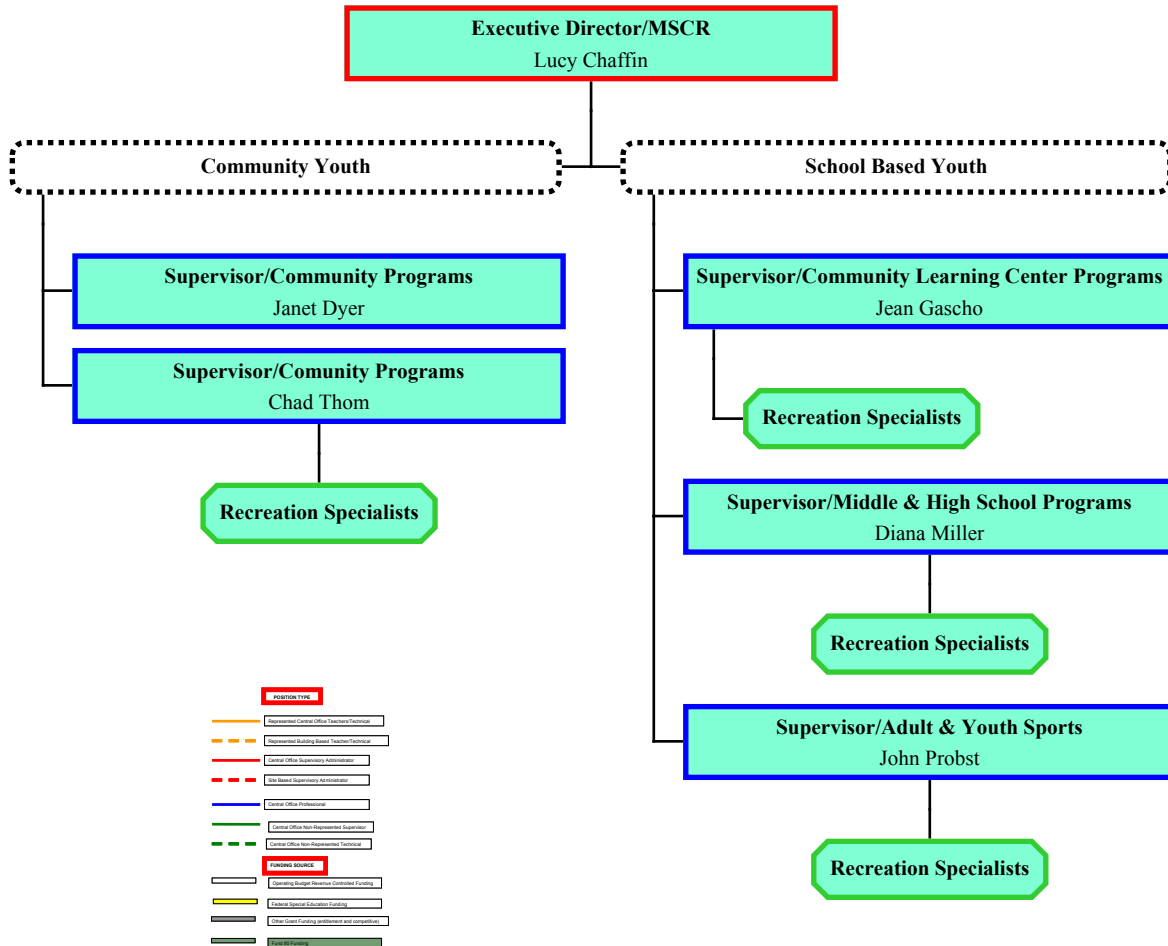 Executive Director/MSCR
Lucy Chaffin
Community Youth
School Based Youth
Supervisor/Community Programs
Janet Dyer
Supervisor/Comunity Programs
Chad Thom
Recreation Specialists
Supervisor/Community Learning Center Programs
Jean Gascho
Recreation Specialists
Supervisor/Middle & High School Programs
Diana Miller
Recreation Specialists
Supervisor/Adult & Youth Sports
John Probst
Recreation Specialists
POSITION TYPE
Represented Central Office Teachers/Technical
Represented Building Based Teacher/Technical
Central Office Supervisory Administrator
Site Based Supervisory Administrator
Central Office Professional
Central Office Non-Represented Supervisor
Central Office Non-Represented Technical
FUNDING SOURCE
Operating Budget Revenue Controlled Funding
Federal Special Education Funding
Other Grant Funding (entitlement and competitive)
Fund 80 Funding